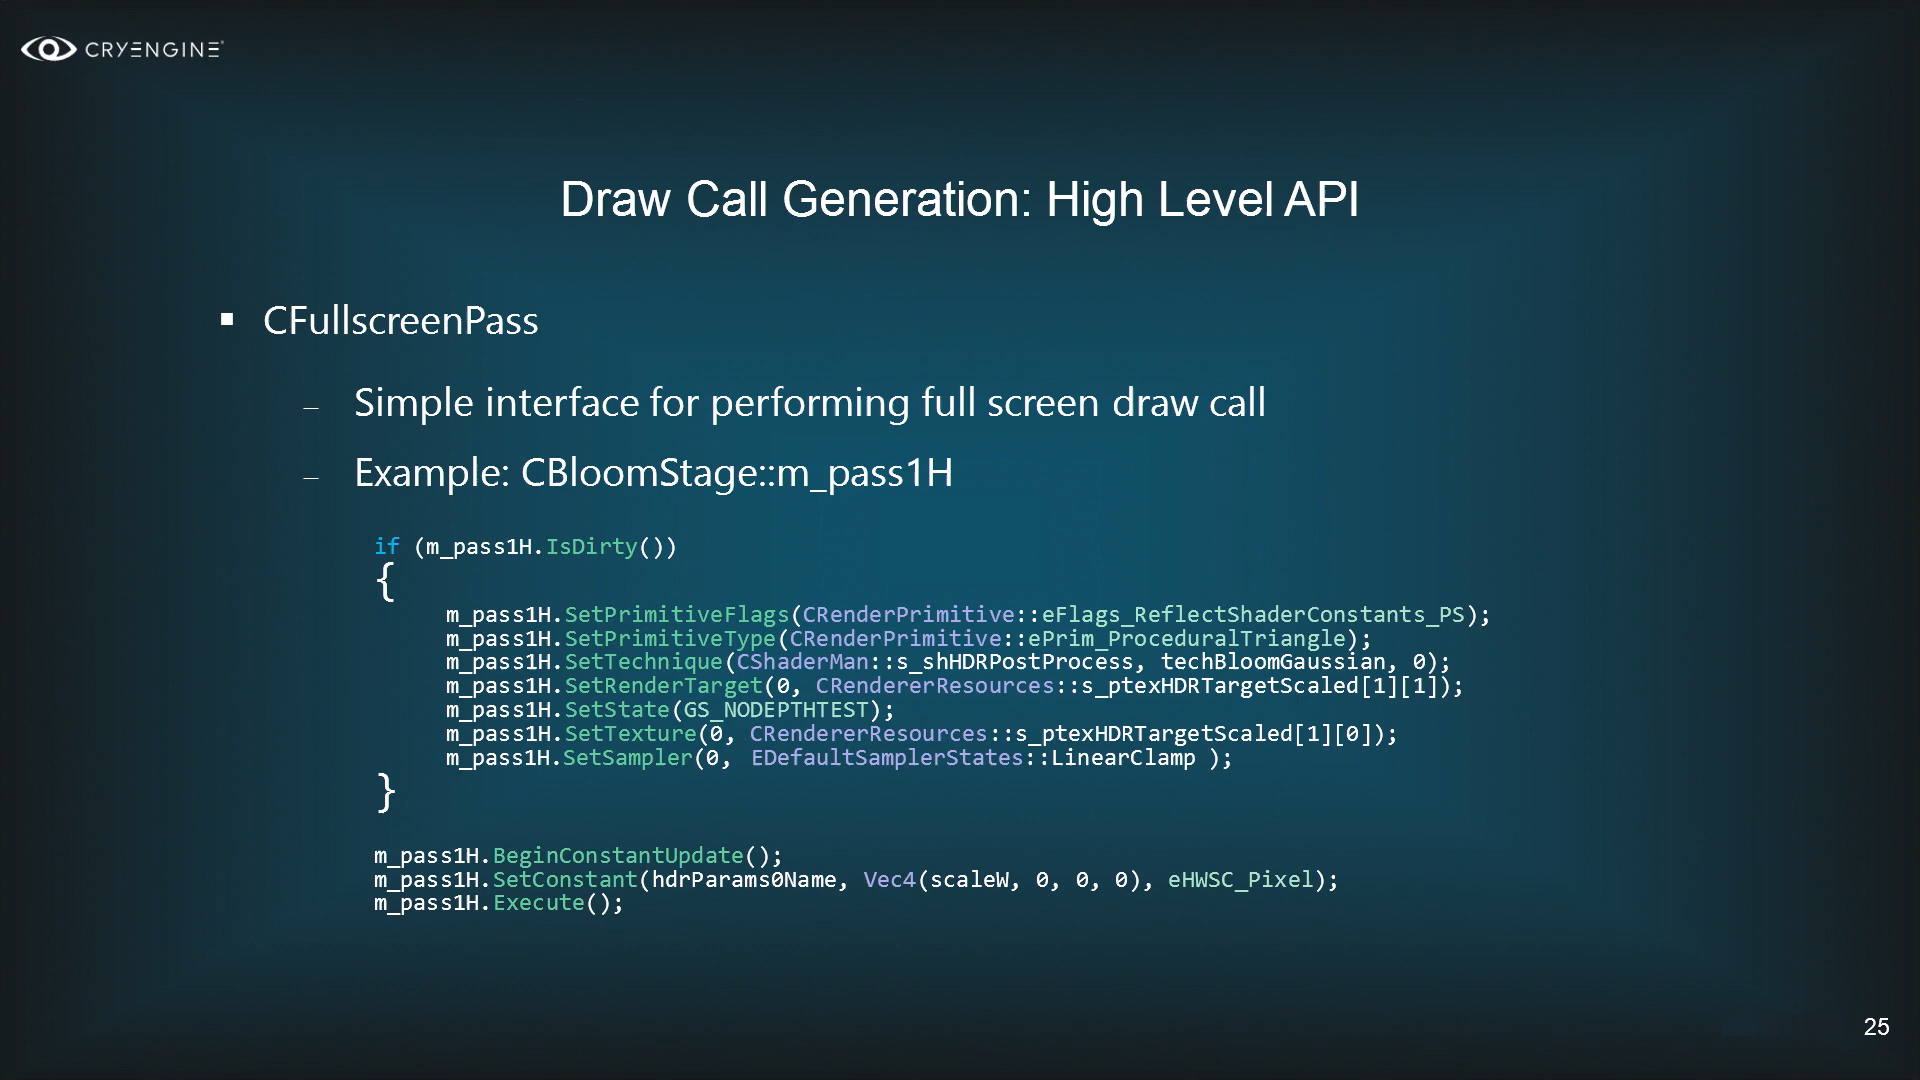 CRYENGINE
Draw Call Generation: High Level API
▪ CFullscreenPass
– Simple interface for performing full screen draw call
– Example: CBloomStage::m_pass1H
if (m_pass1H.IsDirty())
{
m_pass1H.SetPrimitiveFlags(CRenderPrimitive::eFlags_ReflectShaderConstants_PS);
m_pass1H.SetPrimitiveType(CRenderPrimitive::ePrim_ProceduralTriangle);
m_pass1H.SetTechnique(CShaderMan::s_shHDRPostProcess, techBloomGaussian, 0);
m_pass1H.SetRenderTarget(0, CRendererResources::s_ptexHDRTargetScaled[1][1]);
m_pass1H.SetState(GS_NODEPTHTEST);
m_pass1H.SetTexture(0, CRendererResources::s_ptexHDRTargetScaled[1][0]);
m_pass1H.SetSampler(0, EDefaultSamplerStates::LinearClamp );
}
m_pass1H.BeginConstantUpdate();
m_pass1H.SetConstant(hdrParams0Name, Vec4(scaleW, 0, 0, 0), eHWSC_Pixel);
m_pass1H.Execute();
25